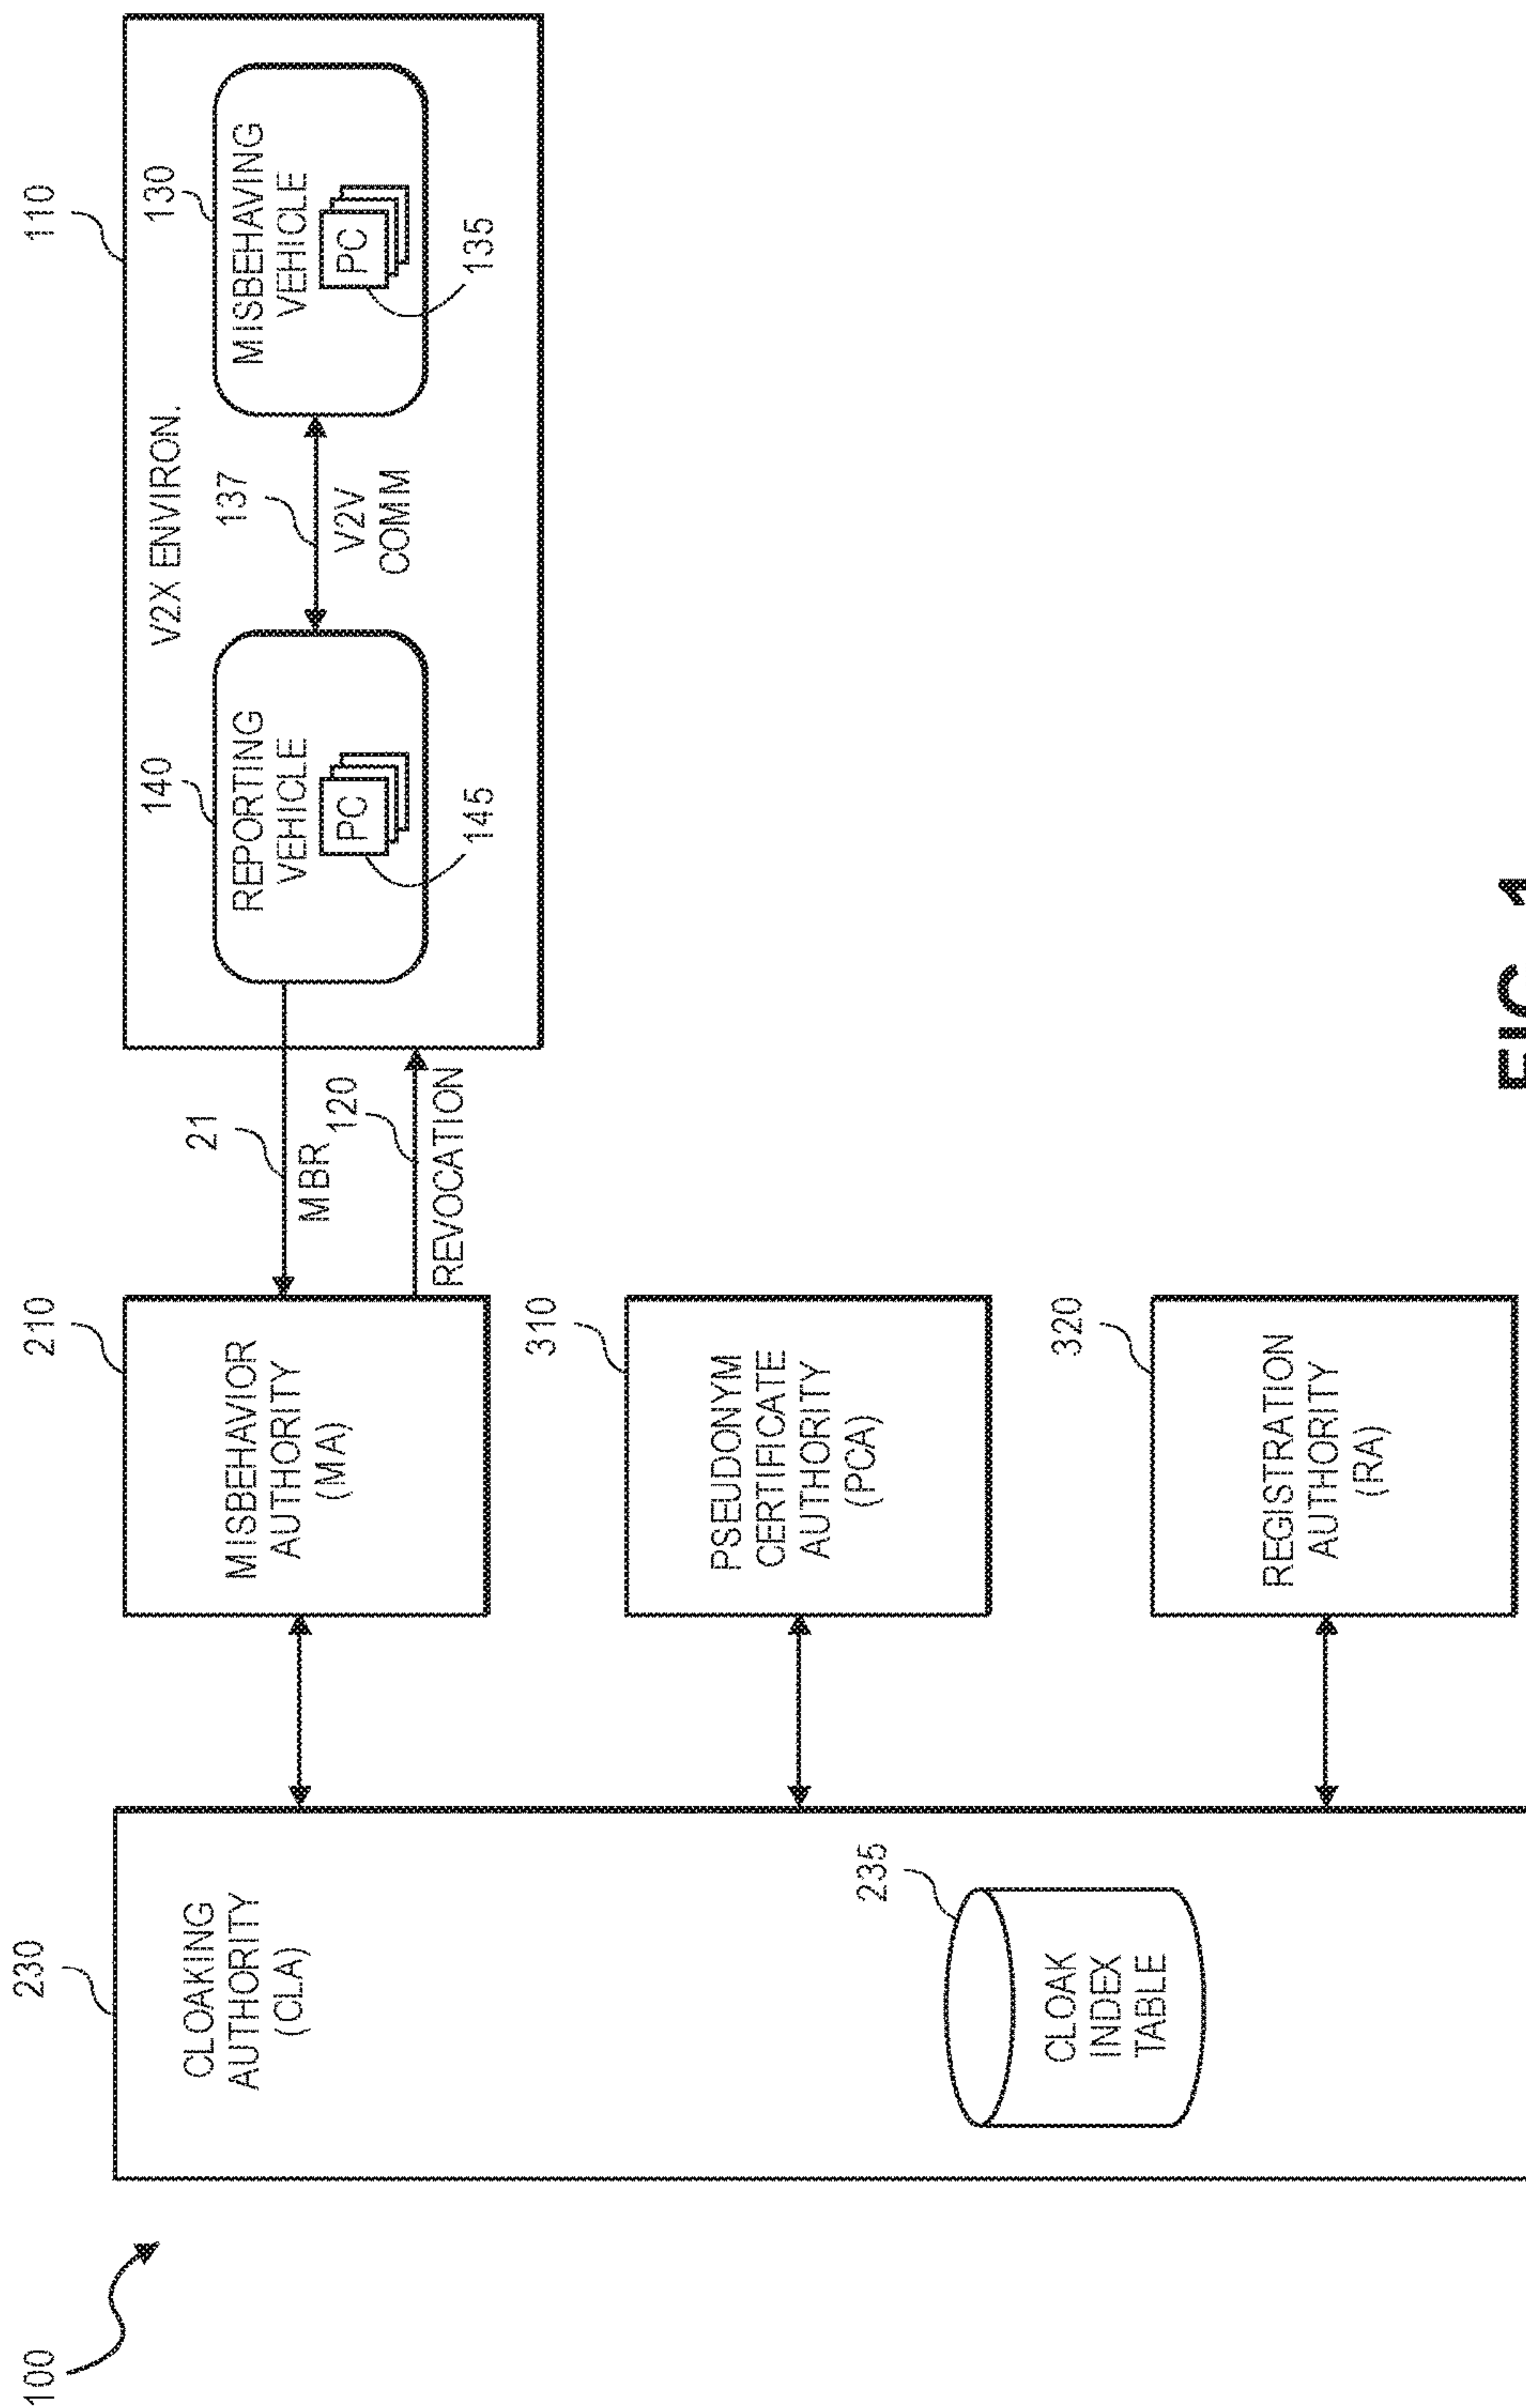 100
230
CLOAKING
AUTHORITY
(CLA)
235
CLOAK
INDEX
TABLE
210
MISBEHAVIOR
AUTHORITY
(MA)
310
PSEUDONYM
CERTIFICATE
AUTHORITY
(PCA)
320
REGISTRATION
AUTHORITY
(RA)
21
MBR
120
REVOCATION
110
V2X ENVIRON.
140
REPORTING
VEHICLE
PC
145
137
V2V
COMM
130
MISBEHAVING
VEHICLE
PC
135
FIG. 1